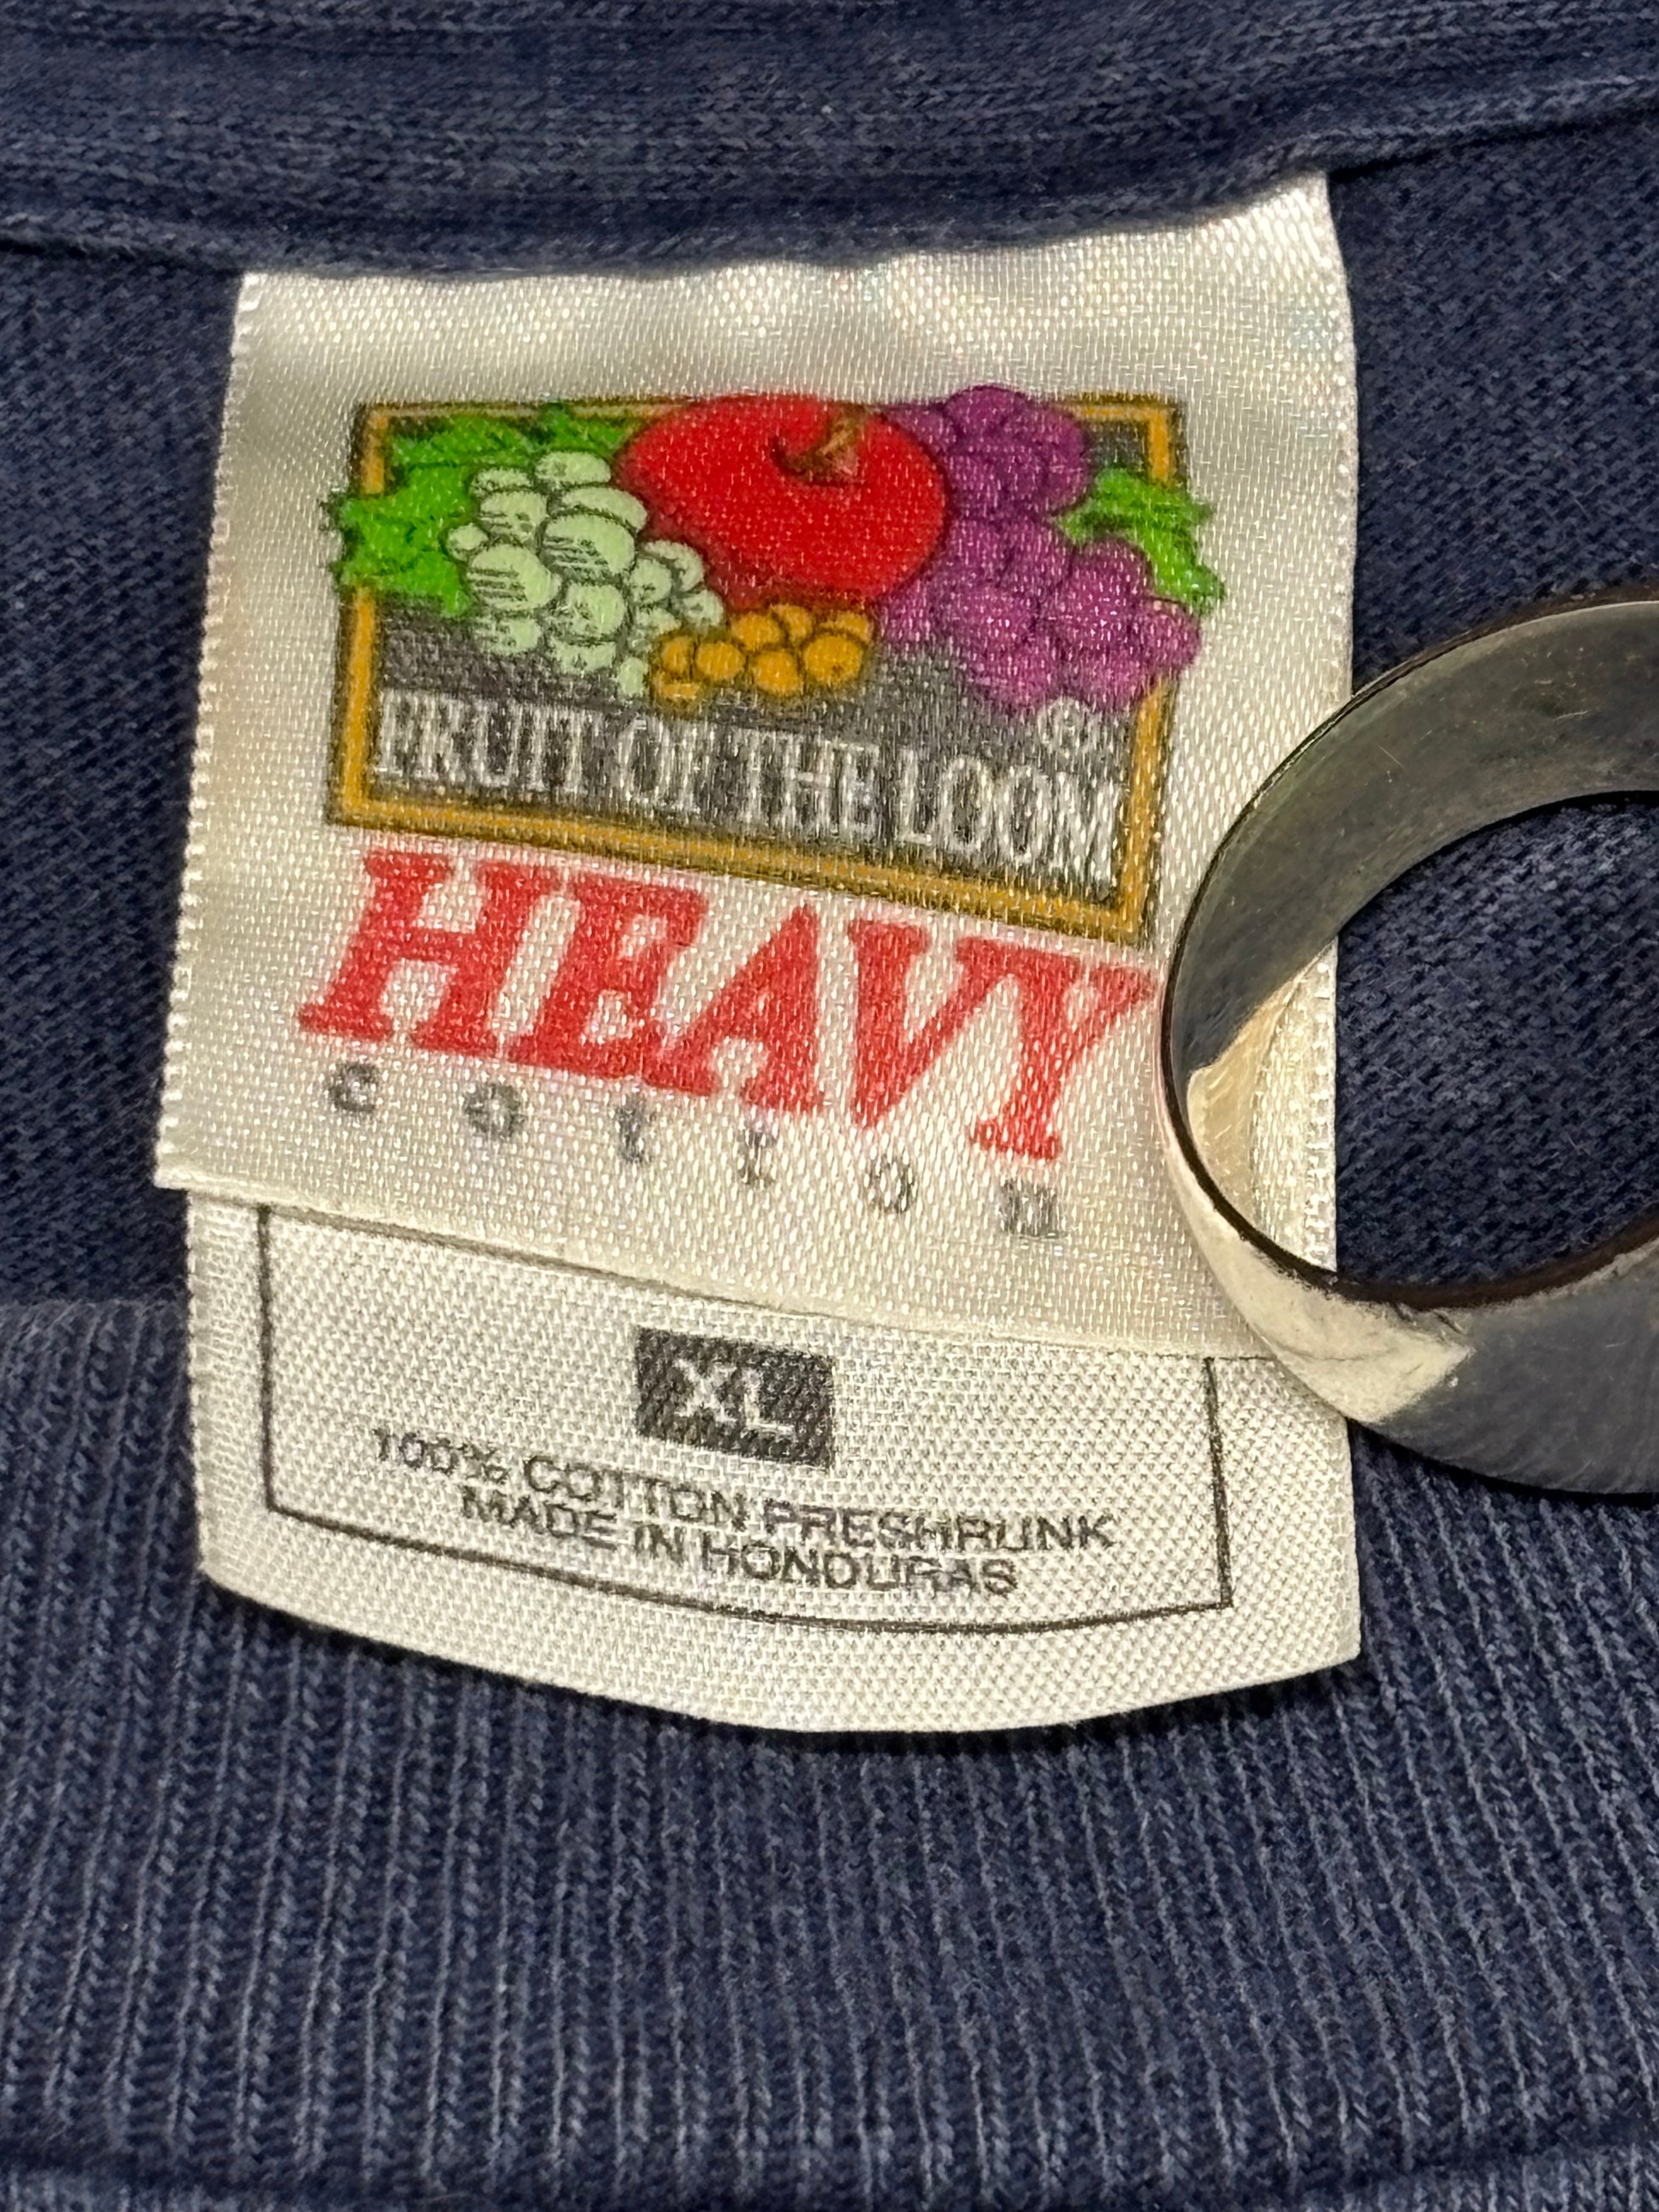 FRUIT OF THE LOOM®
HEAVY
cotton
XL
100% COTTON PRESHRUNK
MADE IN HONDURAS